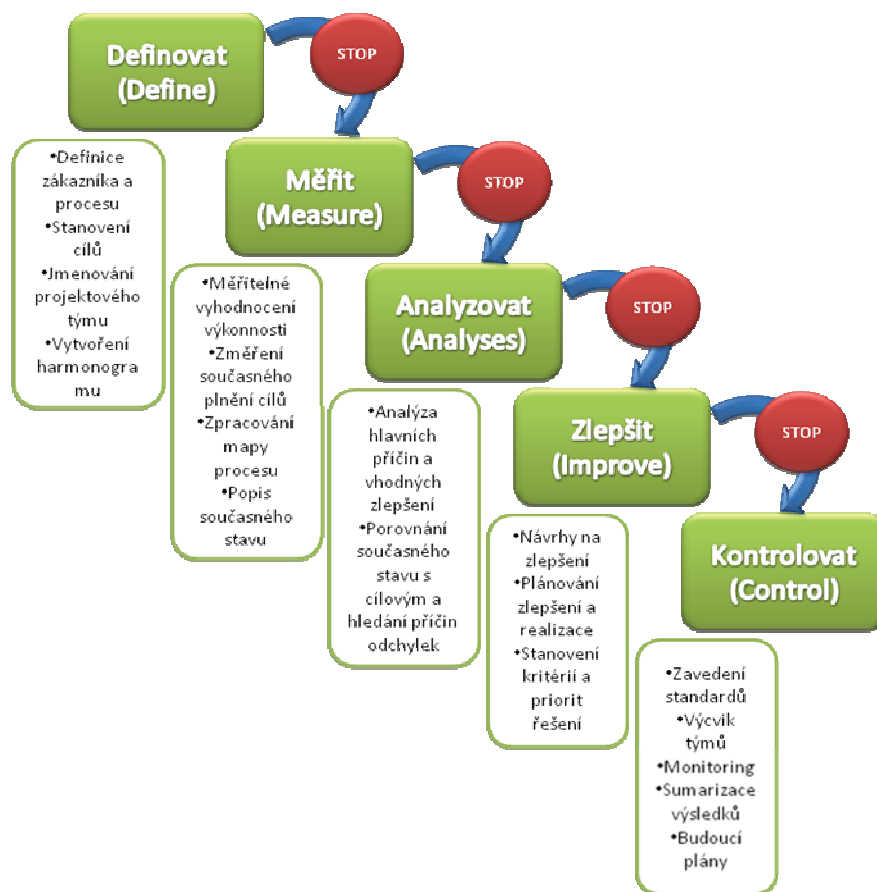 Definovat
(Define)
STOP
•Definice
zákazníka a
procesu
•Stanovení
cílů
•Jmenování
projektového
týmu
•Vytvoření
harmonogra
mu
Měřit
(Measure)
STOP
•Měřitelné
vyhodnocení
výkonnosti
•Změření
současného
plnění cílů
•Zpracování
mapy
procesu
•Popis
současného
stavu
Analyzovat
(Analyses)
STOP
•Analýza
hlavních
příčin a
vhodných
zlepšení
•Porovnání
současného
stavu s
cílovým a
hledání příčin
odchylek
Zlepšit
(Improve)
STOP
•Návrhy na
zlepšení
•Plánování
zlepšení a
realizace
•Stanovení
kritérií a
priorit
řešení
Kontrolovat
(Control)
•Zavedení
standardů
•Výcvik
týmů
•Monitoring
•Sumarizace
výsledků
•Budoucí
plány